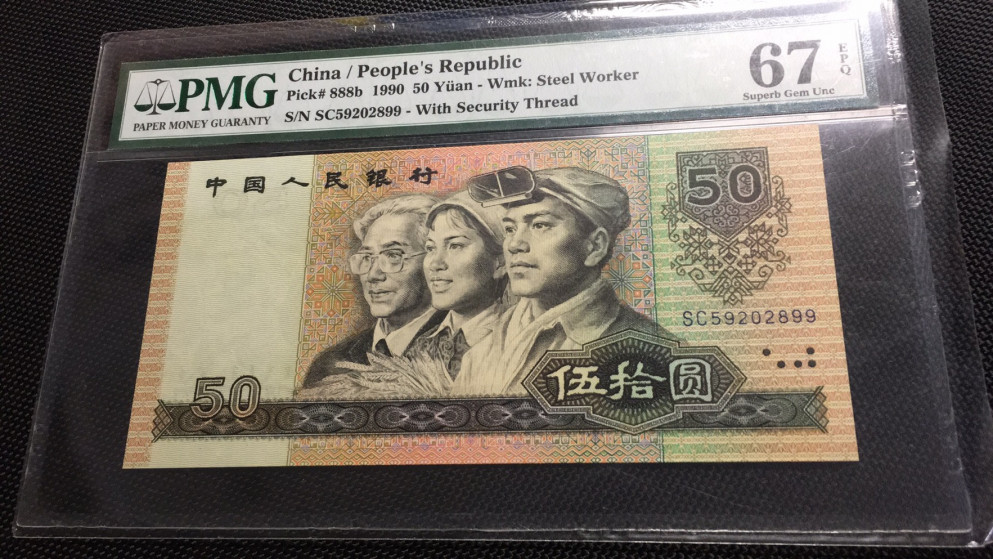 PMG
PAPER MONEY GUARANTY
China / People's Republic
Pick# 888b 1990 50 Yüan - Wmk: Steel Worker
S/N SC59202899 - With Security Thread
67
EPQ
Superb Gem Unc
中国人民银行
50
SC59202899
50
伍拾圆